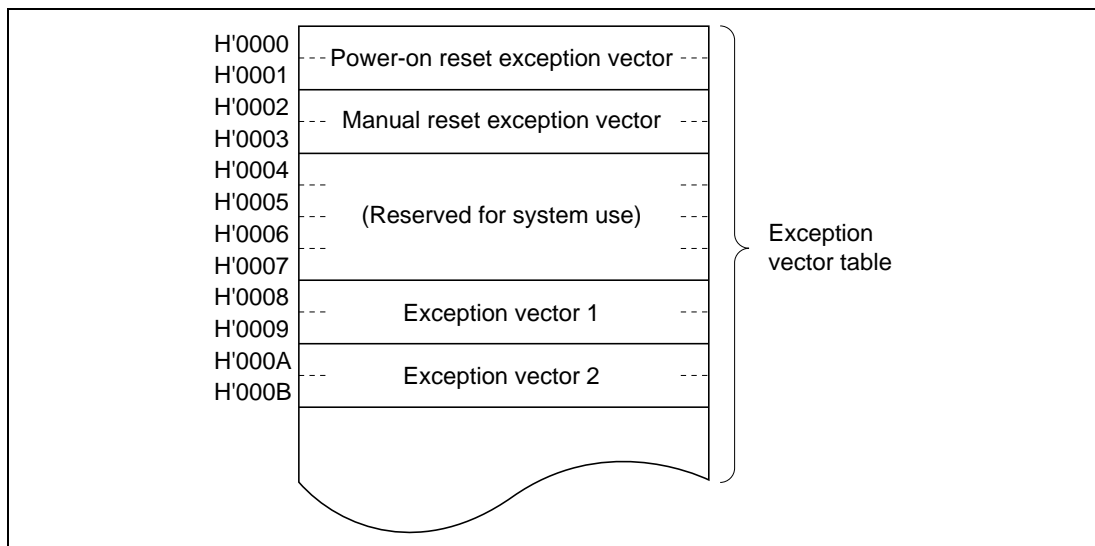 H'0000
H'0001
Power-on reset exception vector
H'0002
H'0003
Manual reset exception vector
H'0004
H'0005
H'0006
H'0007
(Reserved for system use)
H'0008
H'0009
Exception vector 1
H'000A
H'000B
Exception vector 2
Exception
vector table